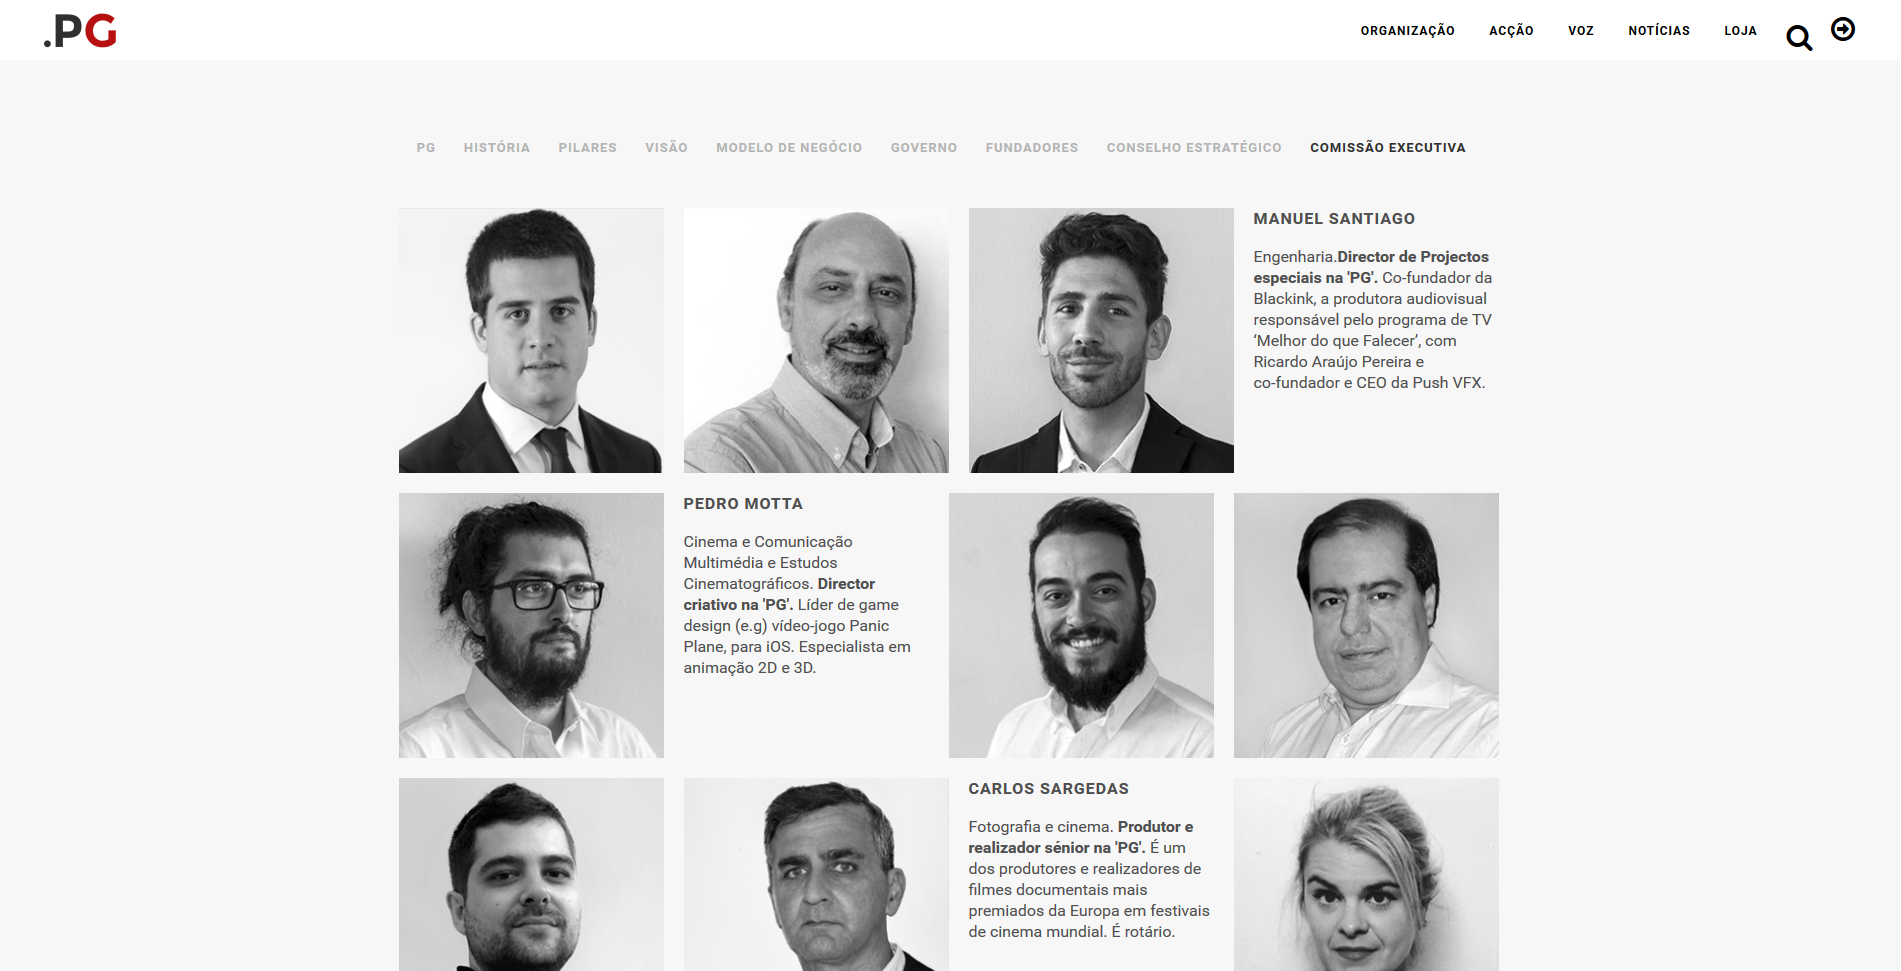 .PG
ORGANIZAÇÃO ACÇÃO VOZ NOTÍCIAS LOJA
PG HISTÓRIA PILARES VISÃO MODELO DE NEGÓCIO GOVERNO FUNDADORES CONSELHO ESTRATÉGICO COMISSÃO EXECUTIVA
MANUEL SANTIAGO
Engenharia.Director de Projectos
especiais na 'PG'. Co-fundador da
Blackink, a produtora audiovisual
responsável pelo programa de TV
‘Melhor do que Falecer’, com
Ricardo Araújo Pereira e
co-fundador e CEO da Push VFX.
PEDRO MOTTA
Cinema e Comunicação
Multimédia e Estudos
Cinematográficos. Director
criativo na 'PG'. Líder de game
design (e.g) vídeo-jogo Panic
Plane, para iOS. Especialista em
animação 2D e 3D.
CARLOS SARGEDAS
Fotografia e cinema. Produtor e
realizador sénior na 'PG'. É um
dos produtores e realizadores de
filmes documentais mais
premiados da Europa em festivais
de cinema mundial. É rotário.